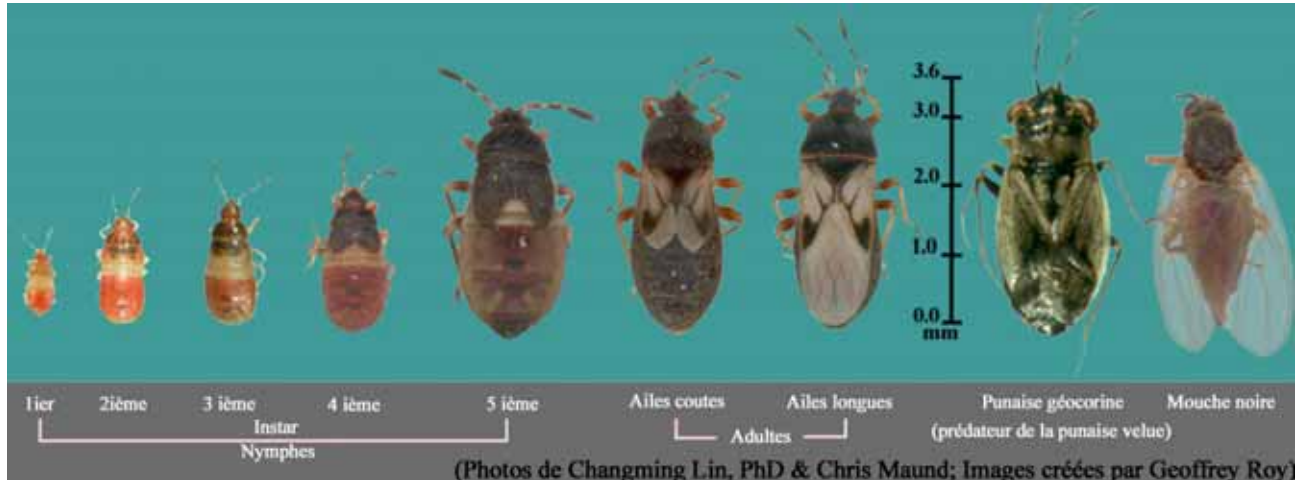 3.6
3.0
2.0
1.0
0.0
mm
1ier 2ième 3 ième 4 ième 5 ième Ailes coutes Ailes longues Punaise géocorine Mouche noire
Instar Adultes (prédateur de la punaise velue)
Nymphes
(Photos de Changming Lin, PhD & Chris Maund; Images créées par Geoffrey Roy)